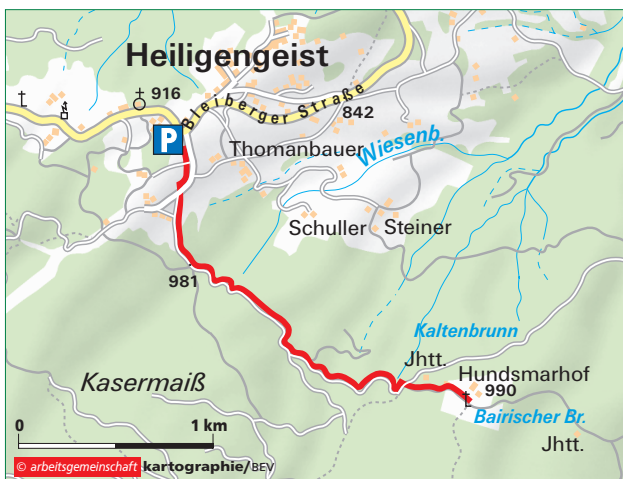 Heiligengeist
916
Bleiberger Straße
842
P
Thomanbauer
Wiesenb.
Schuller
Steiner
981
Kaltenbrunn
Jhtt.
Hundsmarhof
990
Kasermaiß
Bairischer Br.
Jhtt.
0 1 km
© arbeitsgemeinschaft kartographie/BEV